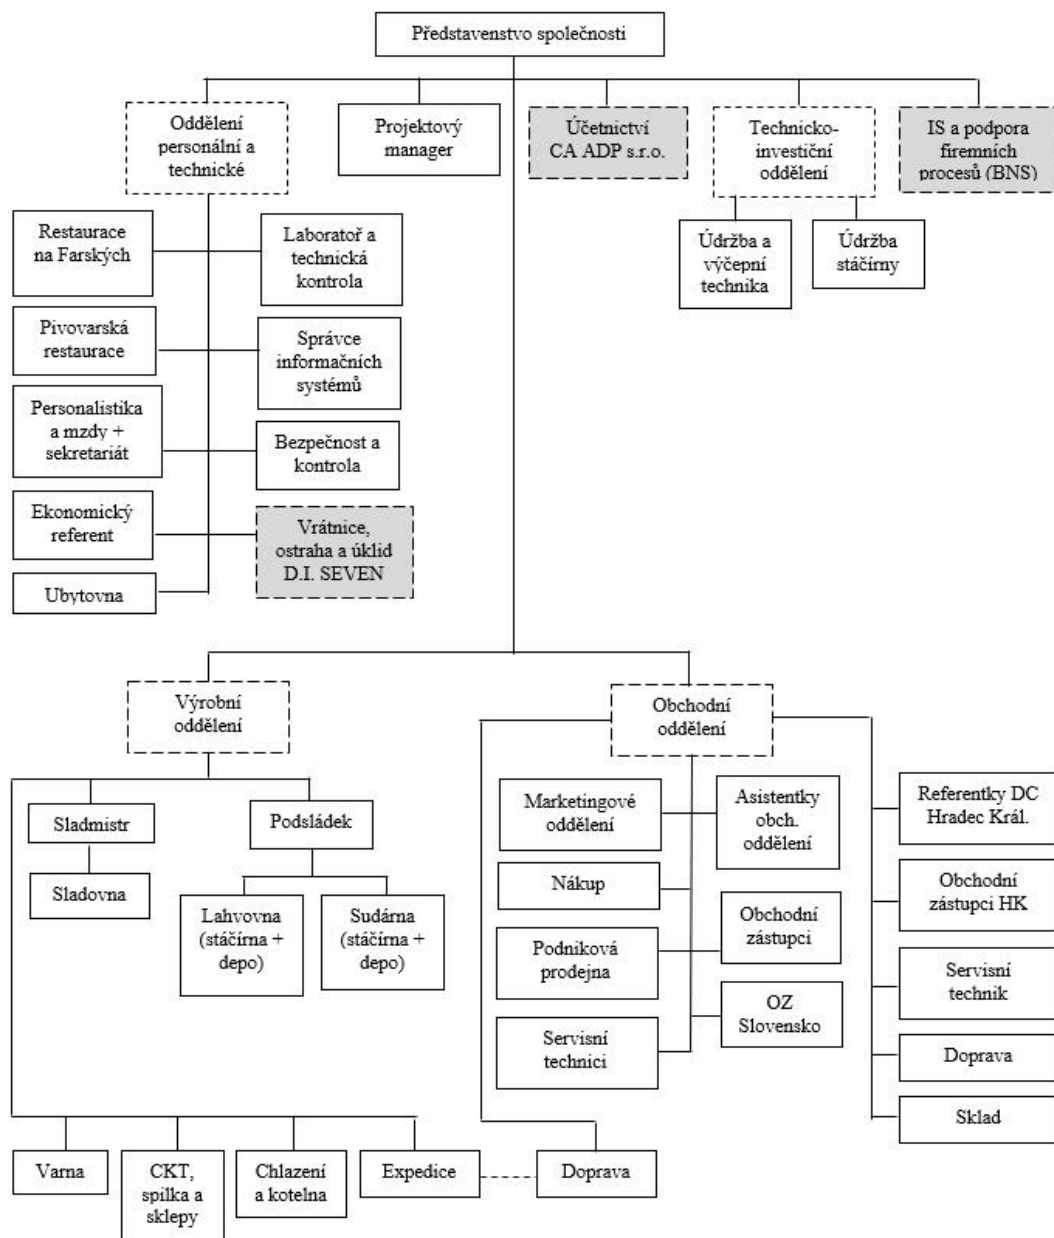 Představenstvo společnosti
Oddělení
personální a
technické
Projektový
manager
Účetnictví
CA ADP s.r.o.
Technicko-
investiční
oddělení
IS a podpora
firemních
procesů (BNS)
Restaurace
na Farských
Laboratoř a
technická
kontrola
Údržba a
výčepní
technika
Údržba
stáčírny
Pivovarská
restaurace
Správce
informačních
systémů
Personalistika
a mzdy +
sekretariát
Bezpečnost a
kontrola
Ekonomický
referent
Vrátnice,
ostraha a úklid
D.I. SEVEN
Ubytovna
Výrobní
oddělení
Obchodní
oddělení
Sladmistr
Podsládek
Sladovna
Lahvovna
(stáčírna +
depo)
Sudárna
(stáčírna +
depo)
Marketingové
oddělení
Asistentky
obch.
oddělení
Nákup
Obchodní
zástupci
Podniková
prodejna
OZ
Slovensko
Servisní
technici
Referentky DC
Hradec Král.
Obchodní
zástupci HK
Servisní
technik
Doprava
Sklad
Varna
CKT,
spilka a
sklepy
Chlazení
a kotelna
Expedice
Doprava